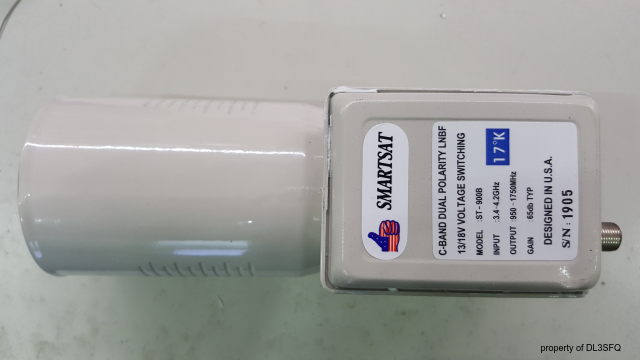 SMARTSAT
C-BAND DUAL POLARITY LNBF
13/18V VOLTAGE SWITCHING
MODEL :ST-900B
INPUT :3.4-4.2GHz
OUTPUT :950-1750MHz
GAIN :65db TYP
17°K
DESIGNED IN U.S.A.
S/N: 1905
property of DL3SFQ